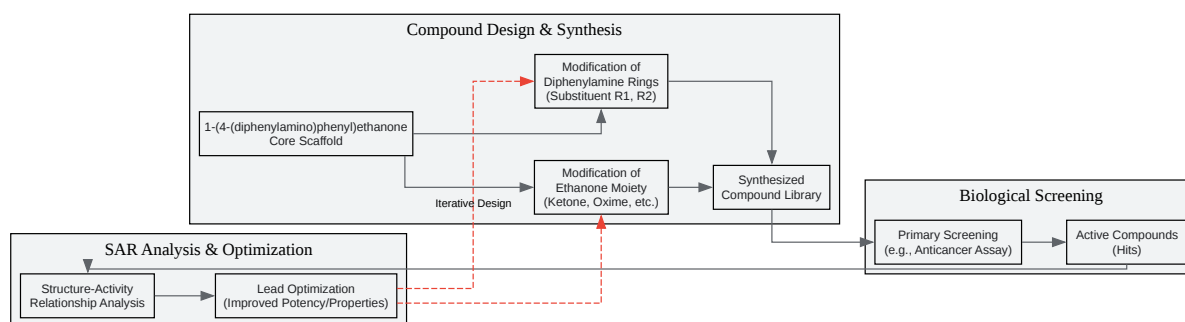 Compound Design & Synthesis
Modification of
Diphenylamine Rings
(Substituent R1, R2)
1-(4-(diphenylamino)phenyl)ethanone
Core Scaffold
Modification of
Ethanone Moiety
(Ketone, Oxime, etc.)
Iterative Design
Synthesized
Compound Library
Biological Screening
Primary Screening
(e.g., Anticancer Assay)
Active Compounds
(Hits)
SAR Analysis & Optimization
Structure-Activity
Relationship Analysis
Lead Optimization
(Improved Potency/Properties)